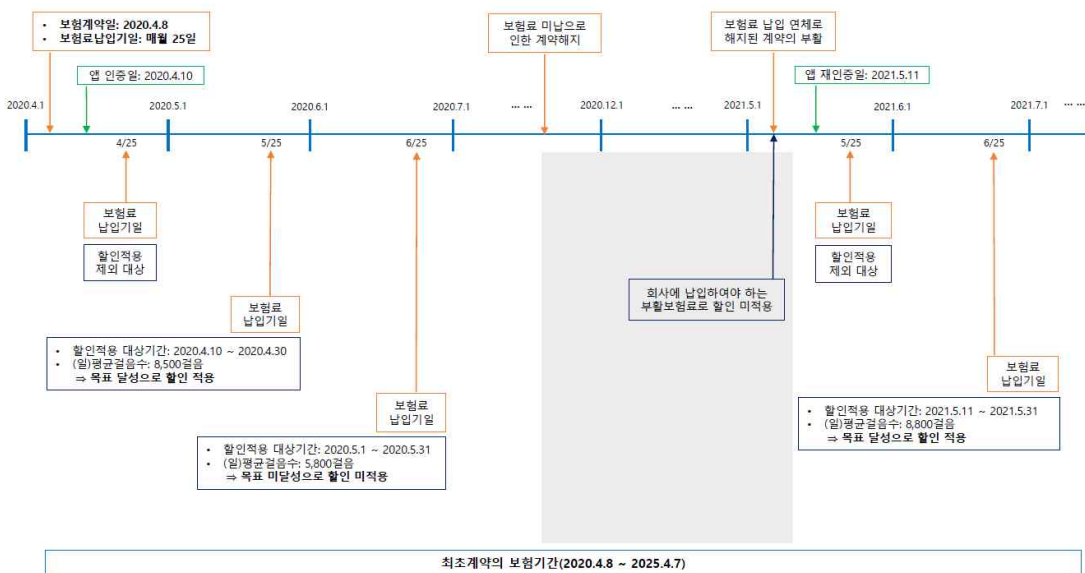 • 보험계약일: 2020.4.8
• 보험료납입기일: 매월 25일
보험료 미납으로
인한 계약해지
보험료 납입 연체로
해지된 계약의 부활
앱 인증일: 2020.4.10
앱 재인증일: 2021.5.11
2020.4.1
2020.5.1
2020.6.1
2020.7.1
... ...
2020.12.1
... ...
2021.5.1
2021.6.1
2021.7.1
... ...
4/25
5/25
6/25
5/25
6/25
보험료
납입기일
할인적용
제외 대상
보험료
납입기일
할인적용
제외 대상
회사에 납입하여야 하는
부활보험료로 할인 미적용
보험료
납입기일
• 할인적용 대상기간: 2020.4.10 ~ 2020.4.30
• (일)평균걸음수: 8,500걸음
⇒ 목표 달성으로 할인 적용
보험료
납입기일
• 할인적용 대상기간: 2020.5.1 ~ 2020.5.31
• (일)평균걸음수: 5,800걸음
⇒ 목표 미달성으로 할인 미적용
보험료
납입기일
• 할인적용 대상기간: 2021.5.11 ~ 2021.5.31
• (일)평균걸음수: 8,800걸음
⇒ 목표 달성으로 할인 적용
최초계약의 보험기간(2020.4.8 ~ 2025.4.7)